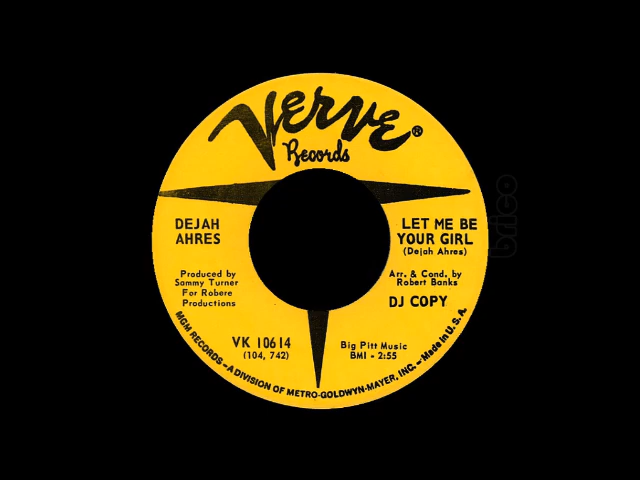 Verve®
Records
DEJAH
AHRES
LET ME BE
YOUR GIRL
(Dejah Ahres)
Produced by
Sammy Turner
For Robere
Productions
Arr. & Cond. by
Robert Banks
DJ COPY
VK 10614
(104, 742)
Big Pitt Music
BMI - 2:55
MGM RECORDS – A DIVISION OF METRO-GOLDWYN-MAYER, INC. – Made in U. S. A.
brico